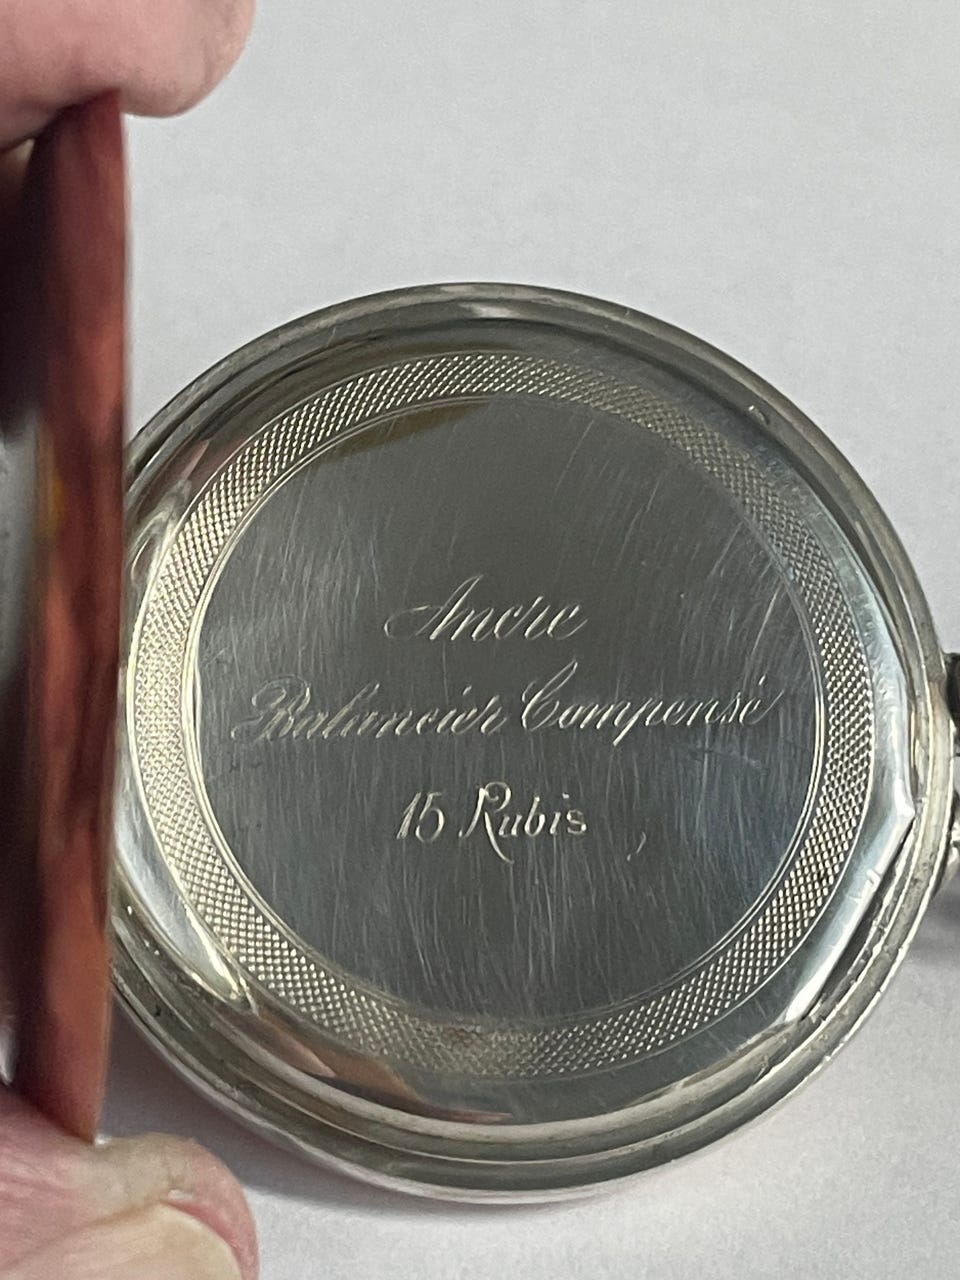 Ancre
Balancier Compensé
15 Rubis